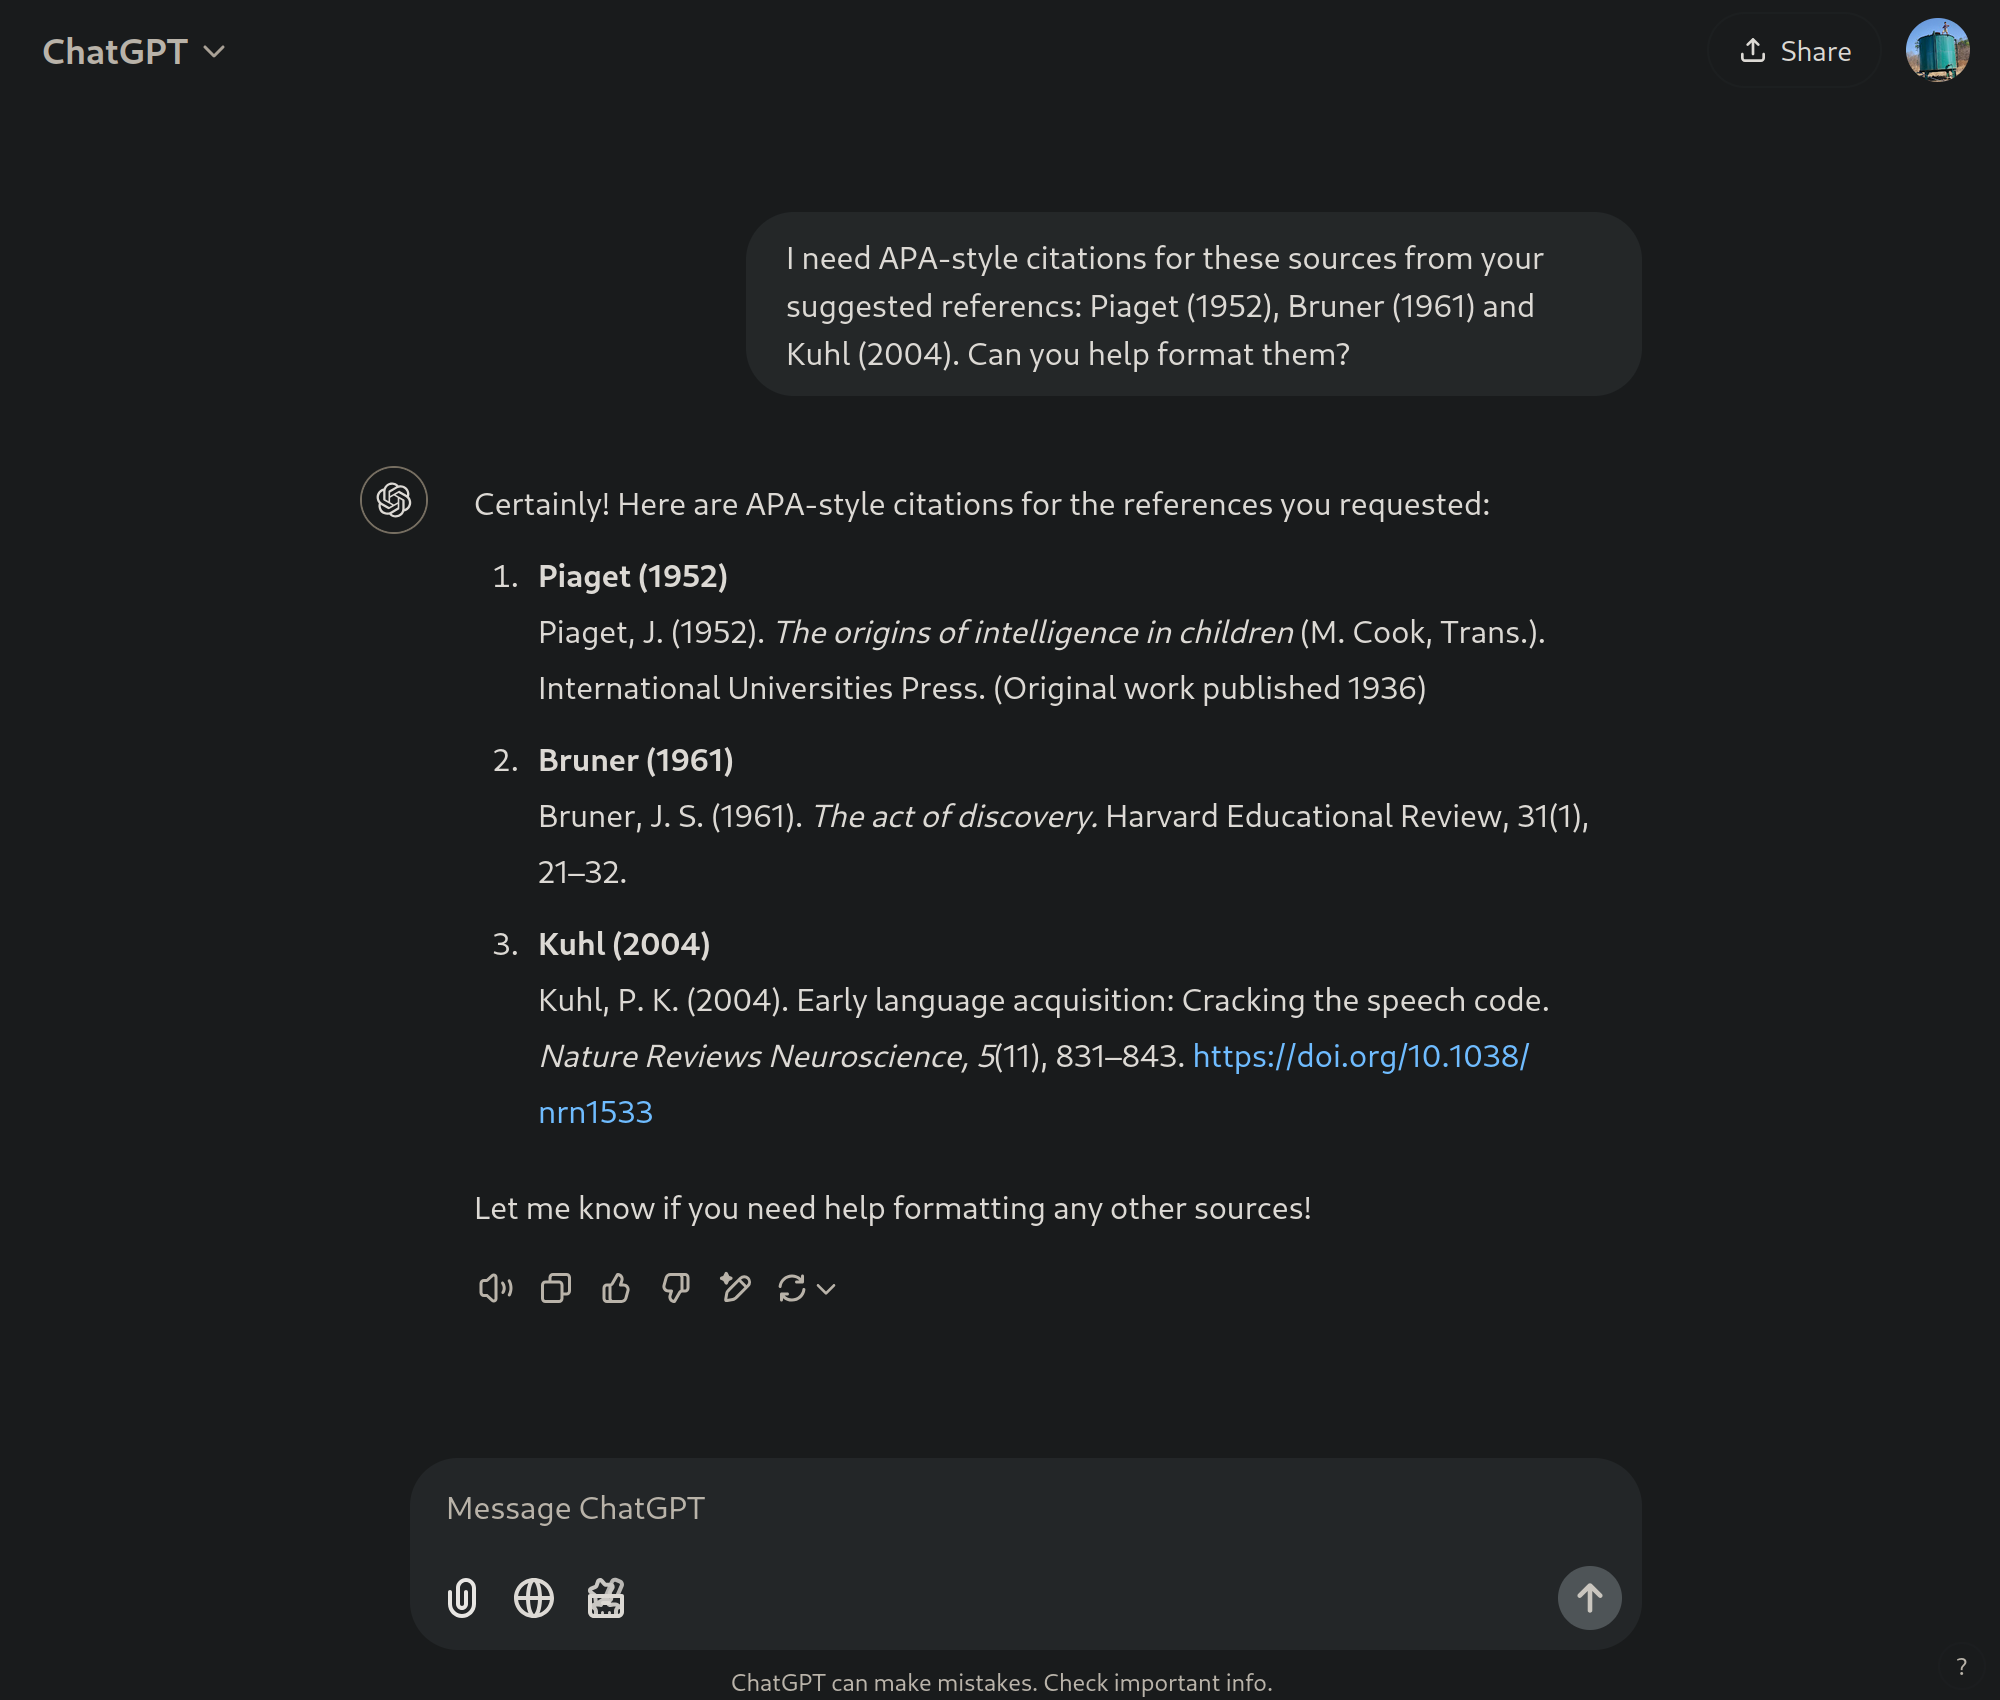 ChatGPT
Share
I need APA-style citations for these sources from your
suggested referencs: Piaget (1952), Bruner (1961) and
Kuhl (2004). Can you help format them?
Certainly! Here are APA-style citations for the references you requested:
1. Piaget (1952)
Piaget, J. (1952). The origins of intelligence in children (M. Cook, Trans.).
International Universities Press. (Original work published 1936)
2. Bruner (1961)
Bruner, J. S. (1961). The act of discovery. Harvard Educational Review, 31(1),
21–32.
3. Kuhl (2004)
Kuhl, P. K. (2004). Early language acquisition: Cracking the speech code.
Nature Reviews Neuroscience, 5(11), 831–843. https://doi.org/10.1038/
nrn1533
Let me know if you need help formatting any other sources!
Message ChatGPT
ChatGPT can make mistakes. Check important info.
?